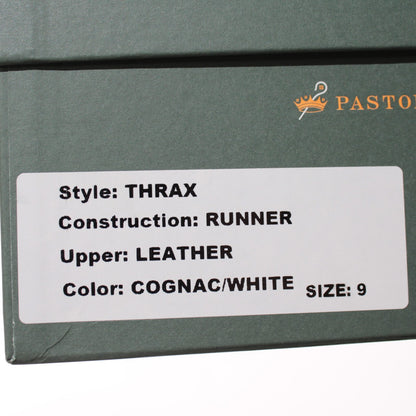 PASTO
Style: THRAX
Construction: RUNNER
Upper: LEATHER
Color: COGNAC/WHITE SIZE: 9